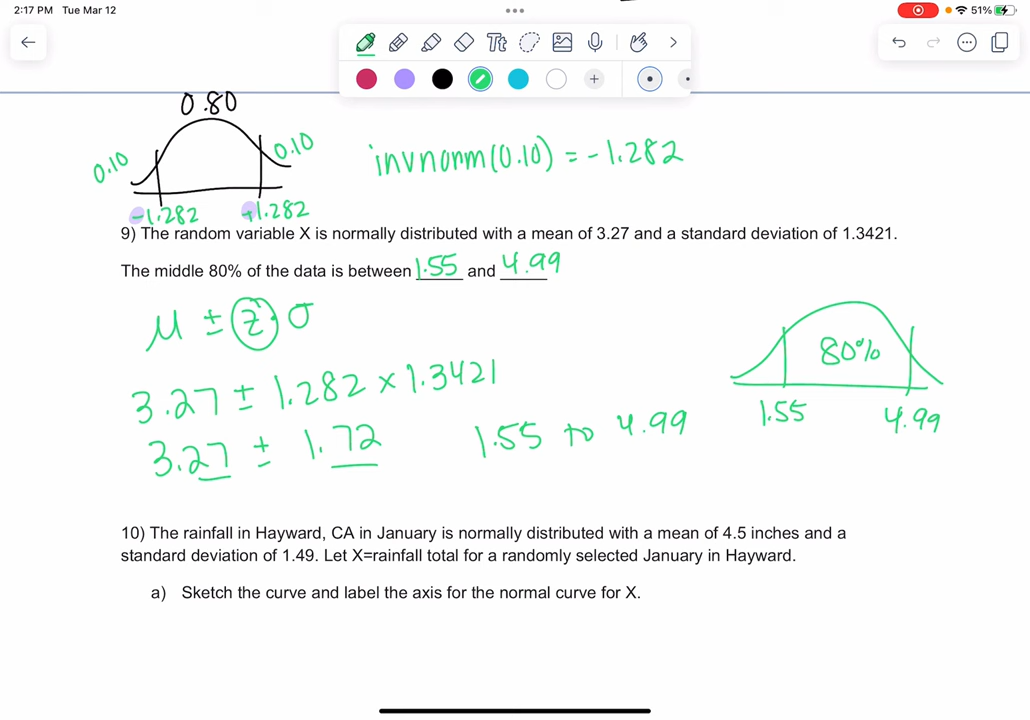 2:17 PM Tue Mar 12
51%
Tt
0.80
0.10
0.10
invnorm(0.10) = -1.282
-1.282
+1.282
9) The random variable X is normally distributed with a mean of 3.27 and a standard deviation of 1.3421.
The middle 80% of the data is between 1.55 and 4.99
μ ± z · σ
80%
3.27 ± 1.282 × 1.3421
1.55
4.99
3.27 ± 1.72
1.55 to 4.99
10) The rainfall in Hayward, CA in January is normally distributed with a mean of 4.5 inches and a
standard deviation of 1.49. Let X=rainfall total for a randomly selected January in Hayward.
a) Sketch the curve and label the axis for the normal curve for X.